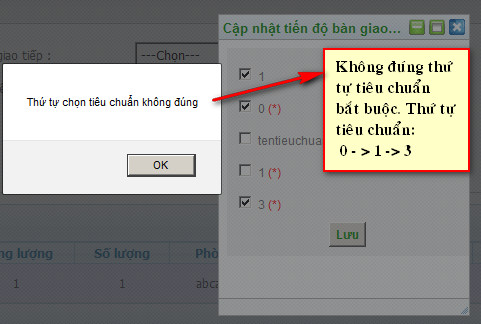 Cập nhật tiến độ bàn giao...
giao tiếp :
---Chọn---
1
0 (*)
tentieuchua
1 (*)
3 (*)
Lưu
Thứ tự chọn tiêu chuẩn không đúng
OK
Không đúng thứ
tự tiêu chuẩn
bắt buộc. Thứ tự
tiêu chuẩn:
0 - > 1 -> 3
ng lượng Số lượng Phò
1 1 abca